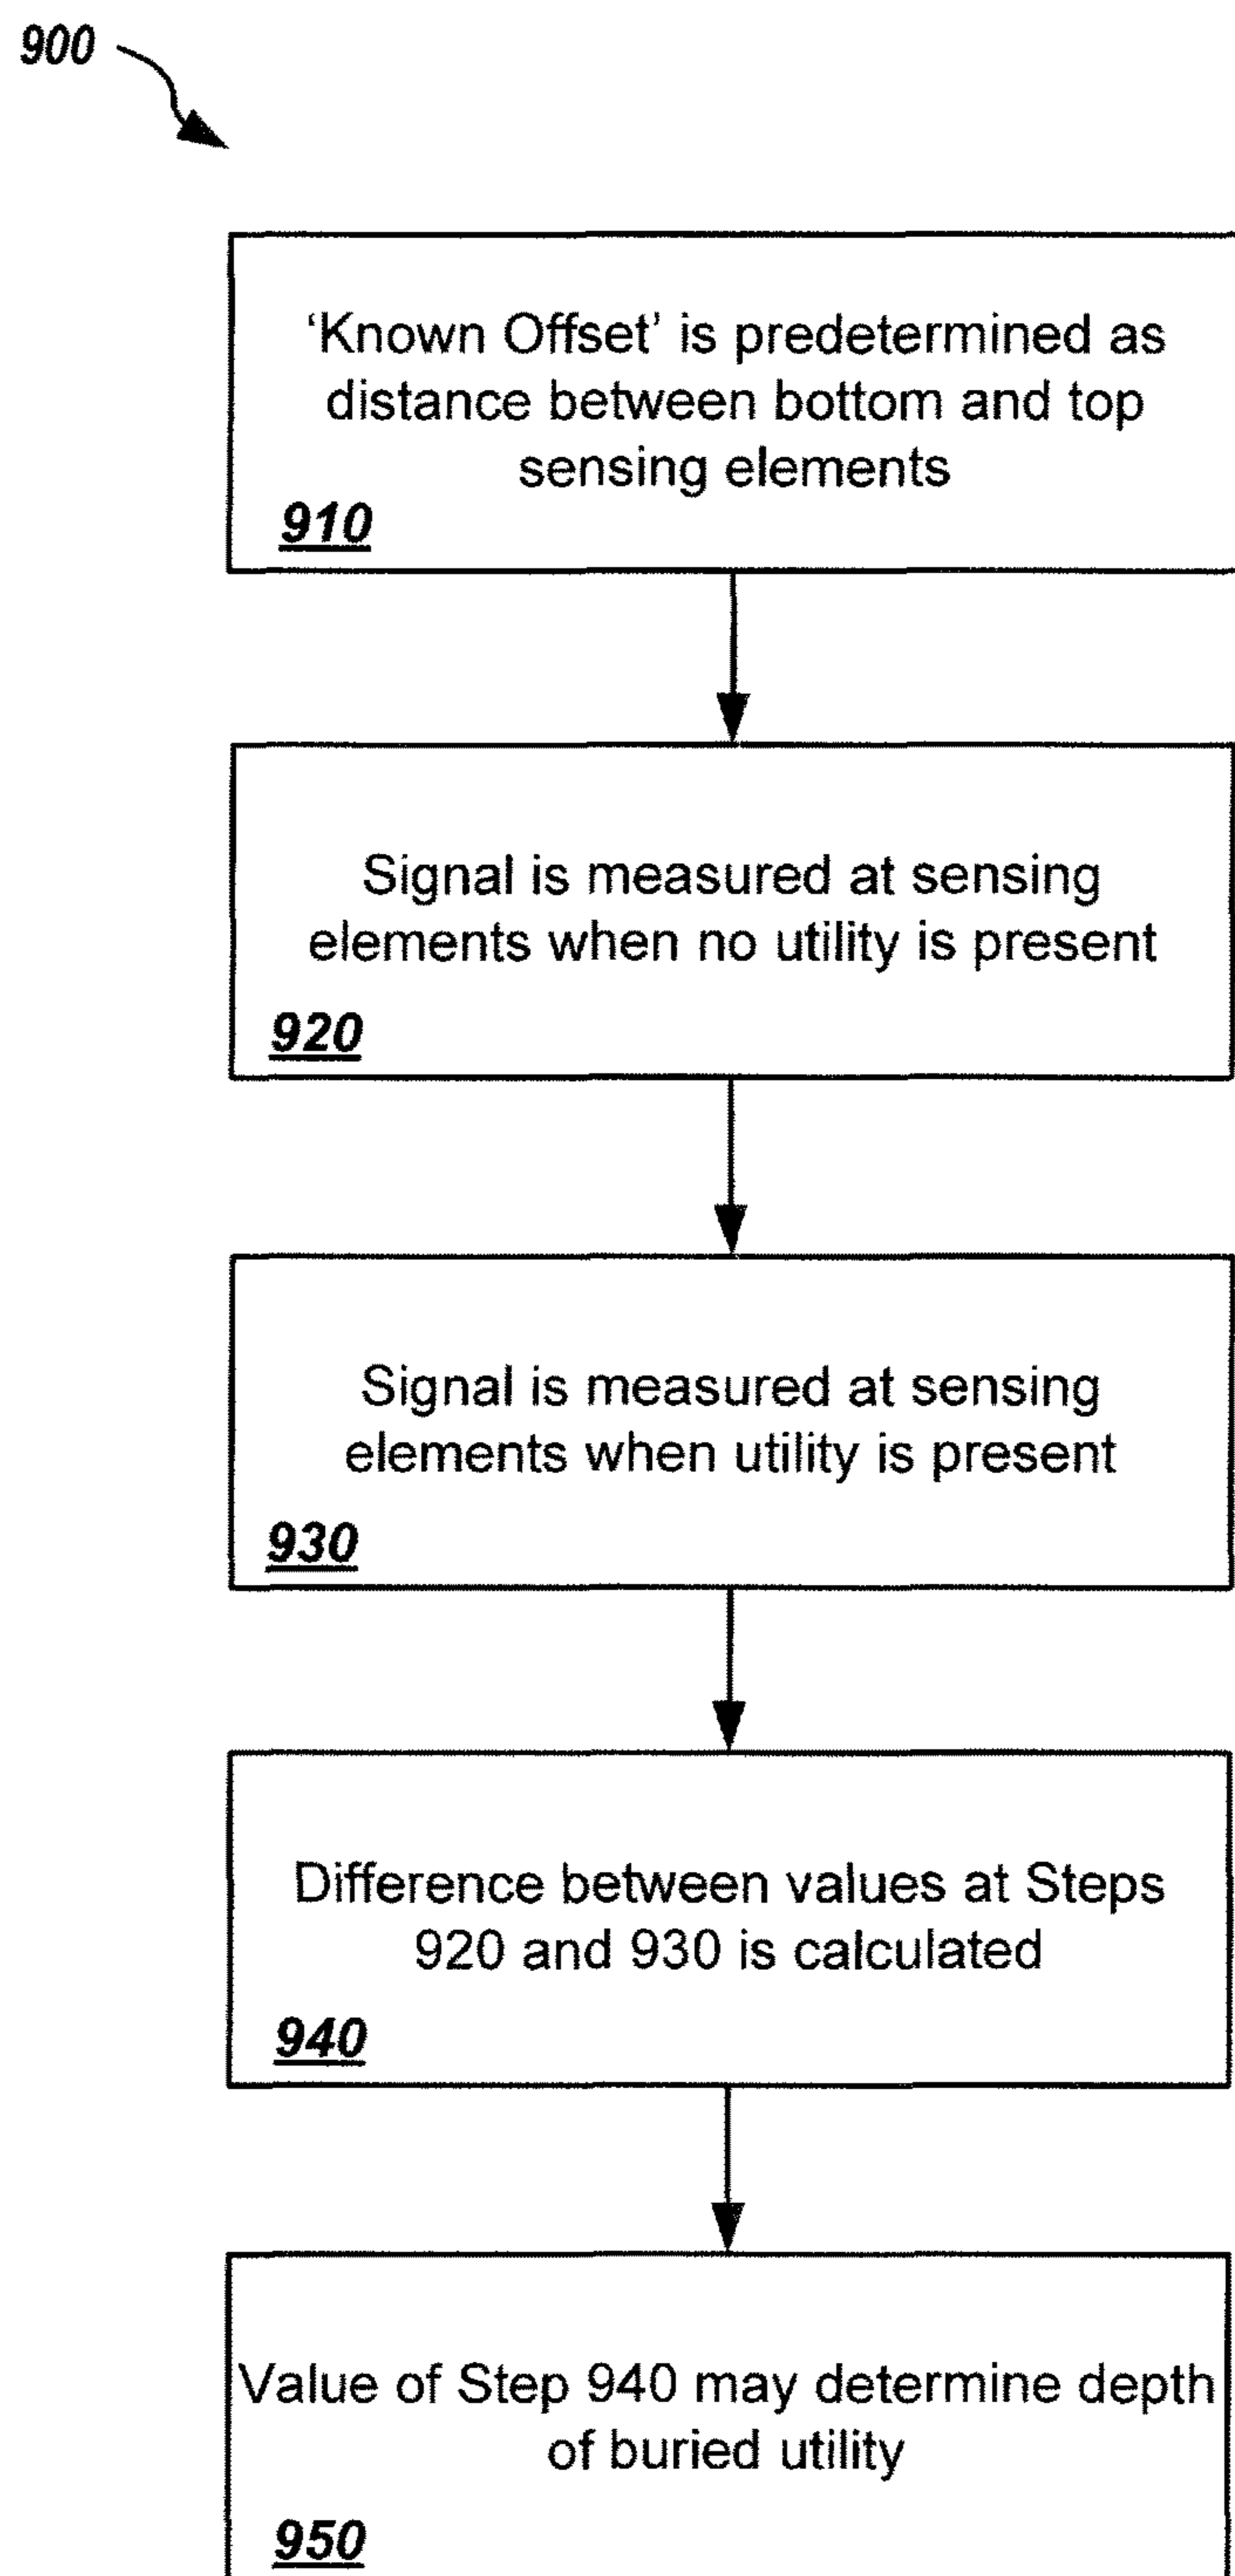 900
‘Known Offset’ is predetermined as
distance between bottom and top
sensing elements
910
Signal is measured at sensing
elements when no utility is present
920
Signal is measured at sensing
elements when utility is present
930
Difference between values at Steps
920 and 930 is calculated
940
Value of Step 940 may determine depth
of buried utility
950